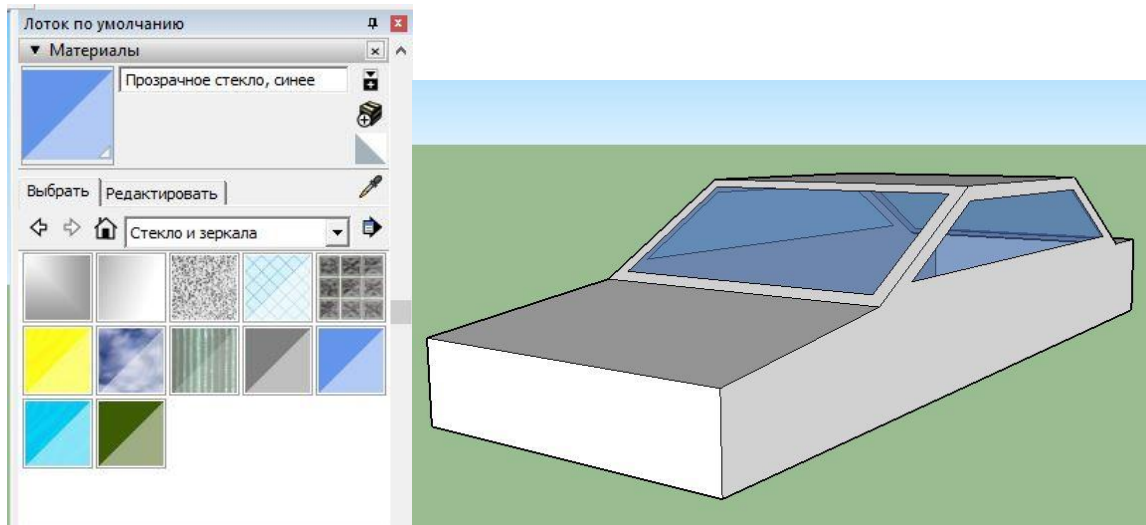 Лоток по умолчанию
Материалы
Прозрачное стекло, синее
Выбрать
Редактировать
Стекло и зеркала